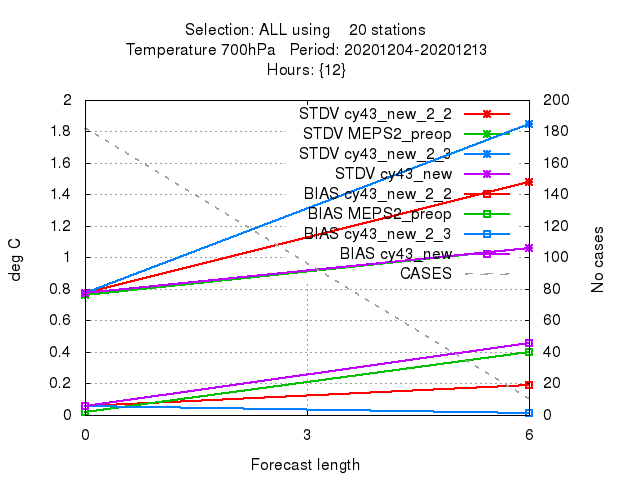 Selection: ALL using    20 stations
Temperature 700hPa   Period: 20201204-20201213
Hours: {12}
2
1.8
1.6
1.4
1.2
1
0.8
0.6
0.4
0.2
0
deg C
STDV cy43_new_2_2
STDV MEPS2_preop
STDV cy43_new_2_3
STDV cy43_new
BIAS cy43_new_2_2
BIAS MEPS2_preop
BIAS cy43_new_2_3
BIAS cy43_new
CASES
200
180
160
140
120
100
80
60
40
20
0
No cases
0
3
6
Forecast length